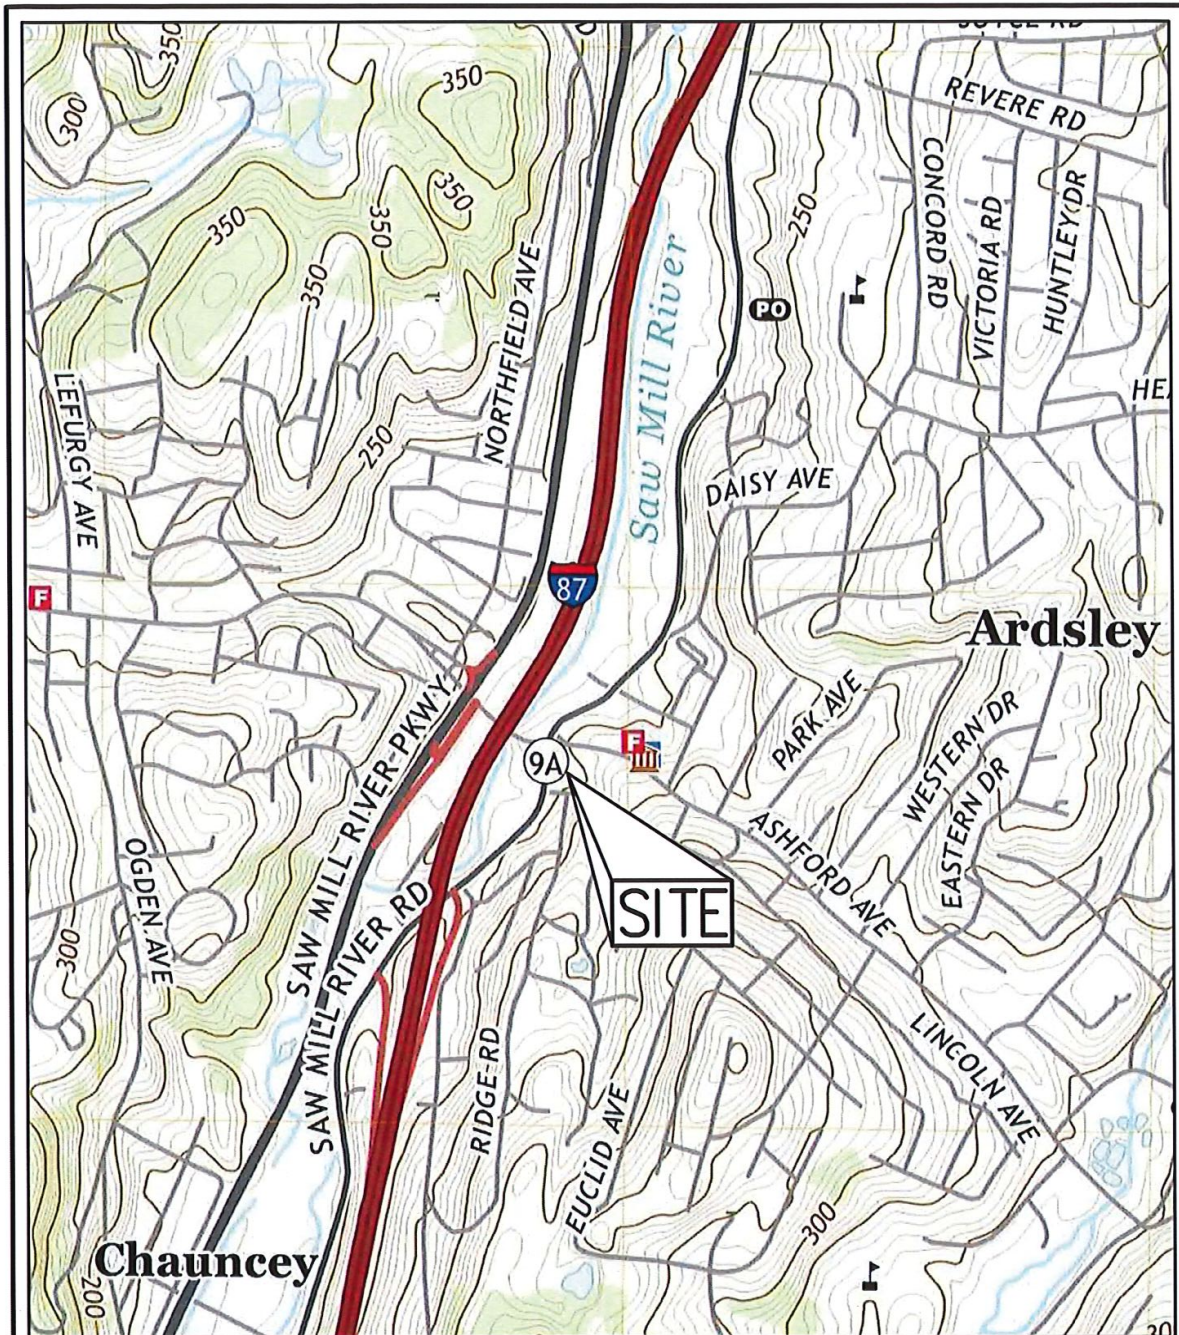 JOYCE RD
350
350
REVERE RD
300
CONCORD RD
VICTORIA RD
HUNTLEY DR
350
350
350
250
350
NORTHFIELD AVE
Saw Mill River
PO
LEFURGY AVE
250
DAISY AVE
87
F
Ardsley
SAW MILL RIVER PKWY
PARK AVE
WESTERN DR
EASTERN DR
F
9A
ASHFORD AVE
OGDEN AVE
SITE
300
SAW MILL RIVER RD
RIDGE RD
LINCOLN AVE
EUCLID AVE
300
Chauncey
200